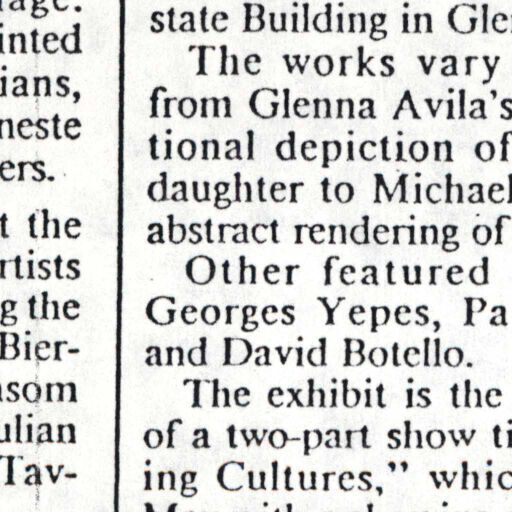 inted
ians,
neste
ers.
t the
rtists
g the
Bier-
nsom
ulian
Tav-
state Building in Gle
The works vary
from Glenna Avila's
tional depiction of
daughter to Michael
abstract rendering of
Other featured
Georges Yepes, Pa
and David Botello.
The exhibit is the
of a two-part show ti
ing Cultures," whic